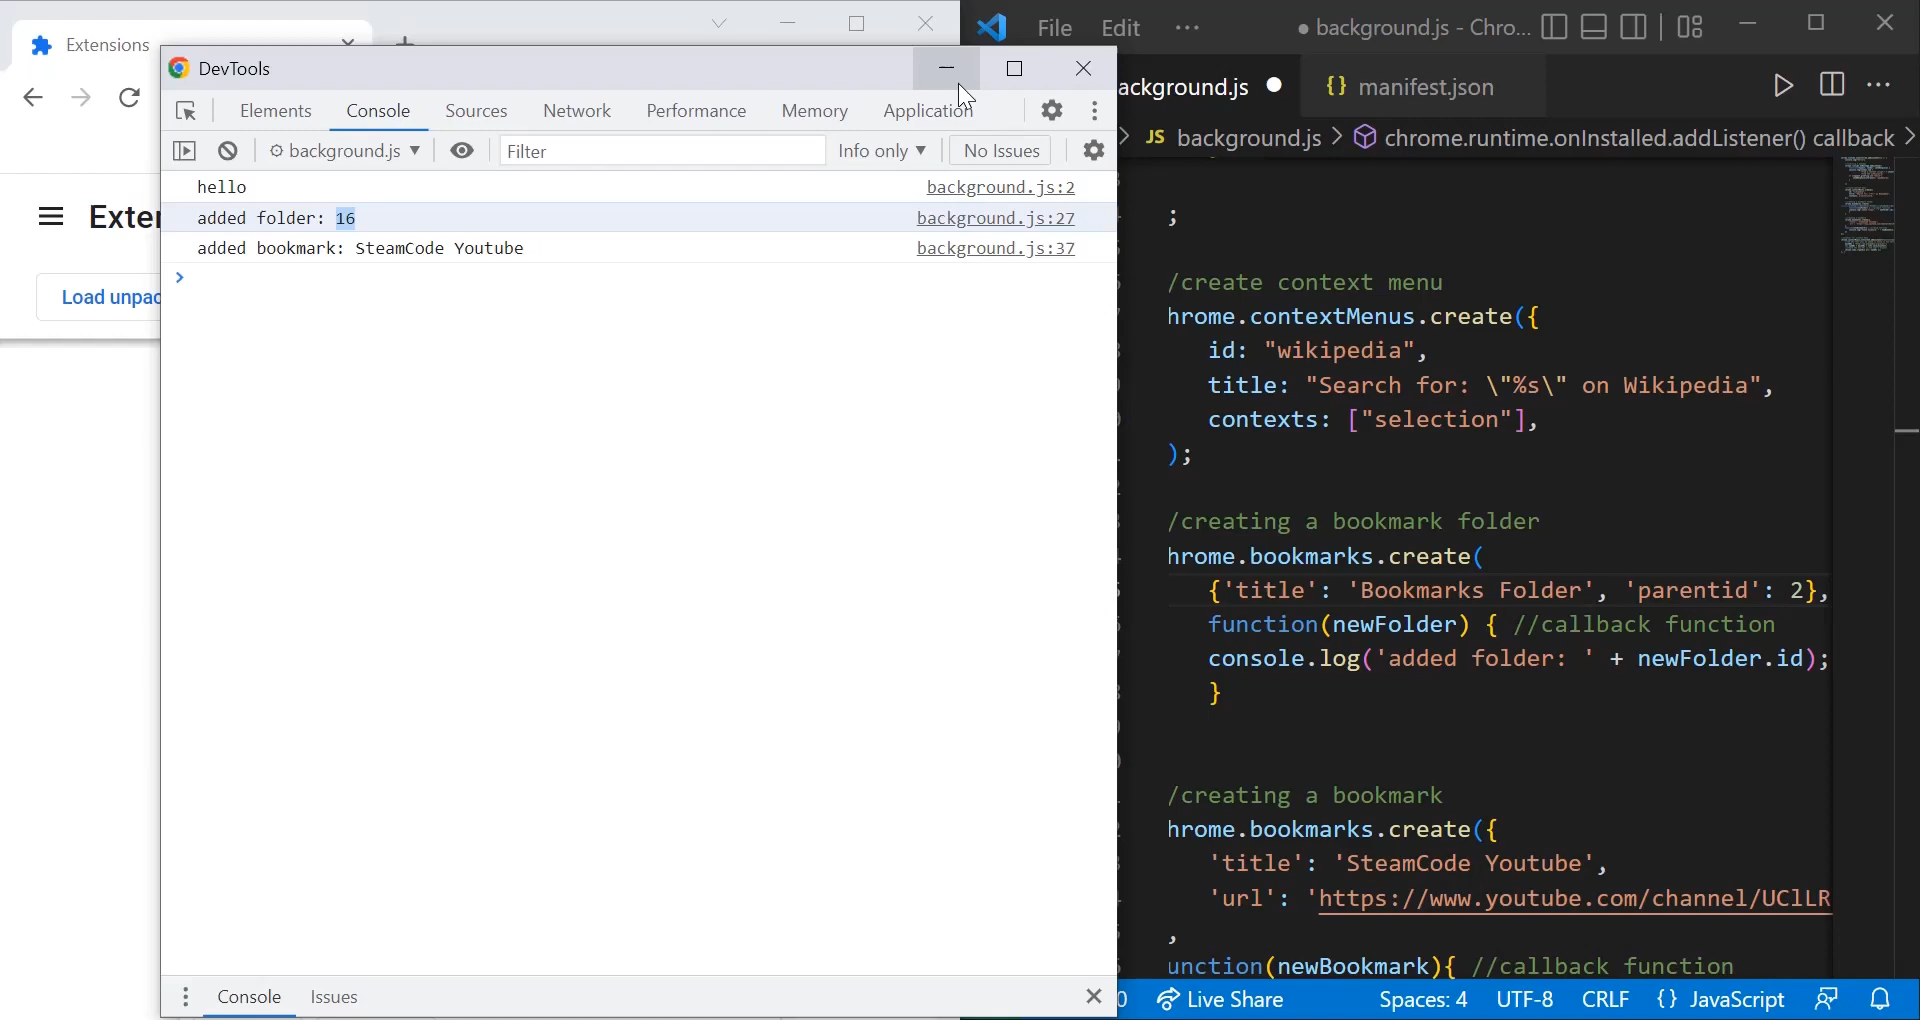 Extensions
DevTools
Elements
Console
Sources
Network
Performance
Memory
Application
background.js ▼
Filter
Info only ▼
No Issues
hello
background.js:2
added folder: 16
background.js:27
added bookmark: SteamCode Youtube
background.js:37
>
Exten
Load unpac
Console
Issues
File
Edit
...
● background.js - Chro...
ackground.js ●
{} manifest.json
...
> JS background.js > chrome.runtime.onInstalled.addListener() callback >
;
/create context menu
hrome.contextMenus.create({
id: "wikipedia",
title: "Search for: \"%s\" on Wikipedia",
contexts: ["selection"],
);
/creating a bookmark folder
hrome.bookmarks.create(
{'title': 'Bookmarks Folder', 'parentid': 2},
function(newFolder) { //callback function
console.log('added folder: ' + newFolder.id);
}
/creating a bookmark
hrome.bookmarks.create({
'title': 'SteamCode Youtube',
'url': 'https://www.youtube.com/channel/UClLR
,
unction(newBookmark){ //callback function
0
Live Share
Spaces: 4
UTF-8
CRLF
{} JavaScript